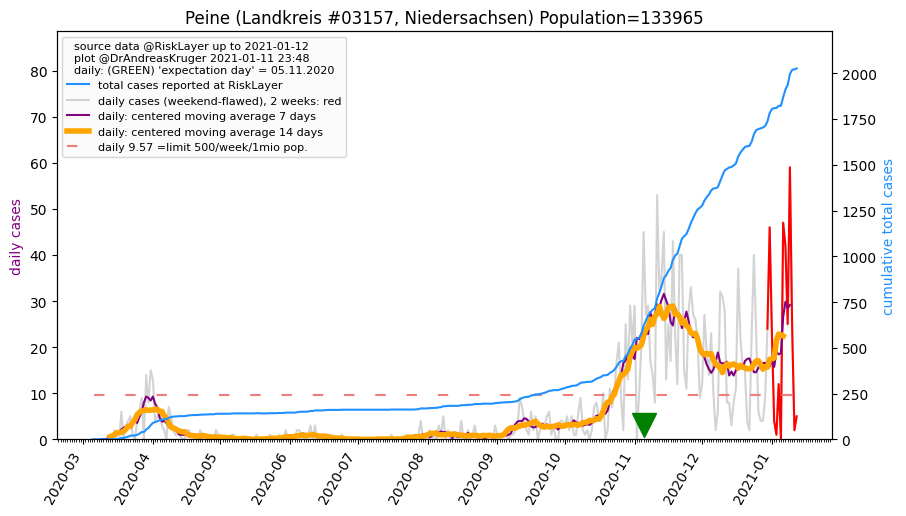 Peine (Landkreis #03157, Niedersachsen) Population=133965
source data @RiskLayer up to 2021-01-12
plot @DrAndreasKruger 2021-01-11 23:48
daily: (GREEN) 'expectation day' = 05.11.2020
total cases reported at RiskLayer
daily cases (weekend-flawed), 2 weeks: red
daily: centered moving average 7 days
daily: centered moving average 14 days
daily 9.57 =limit 500/week/1mio pop.
daily cases
80
70
60
50
40
30
20
10
0
cumulative total cases
2000
1750
1500
1250
1000
750
500
250
0
2020-03
2020-04
2020-05
2020-06
2020-07
2020-08
2020-09
2020-10
2020-11
2020-12
2021-01